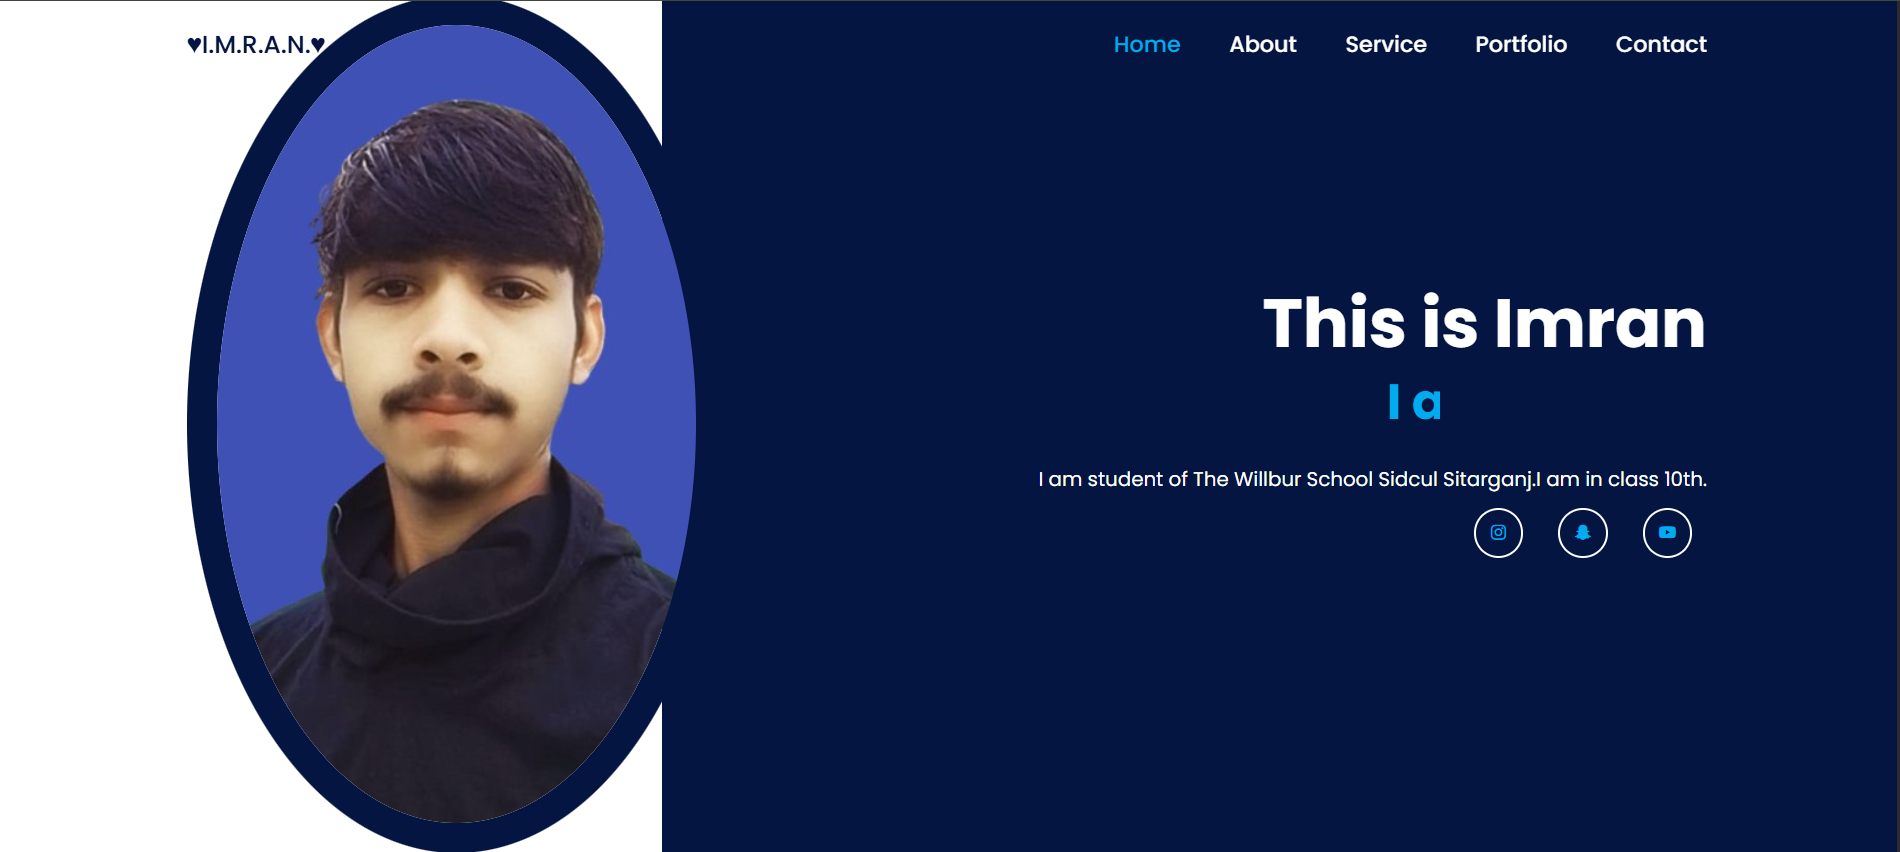 ♥I.M.R.A.N.♥
Home About Service Portfolio Contact
This is Imran
I a
I am student of The Willbur School Sidcul Sitarganj.I am in class 10th.